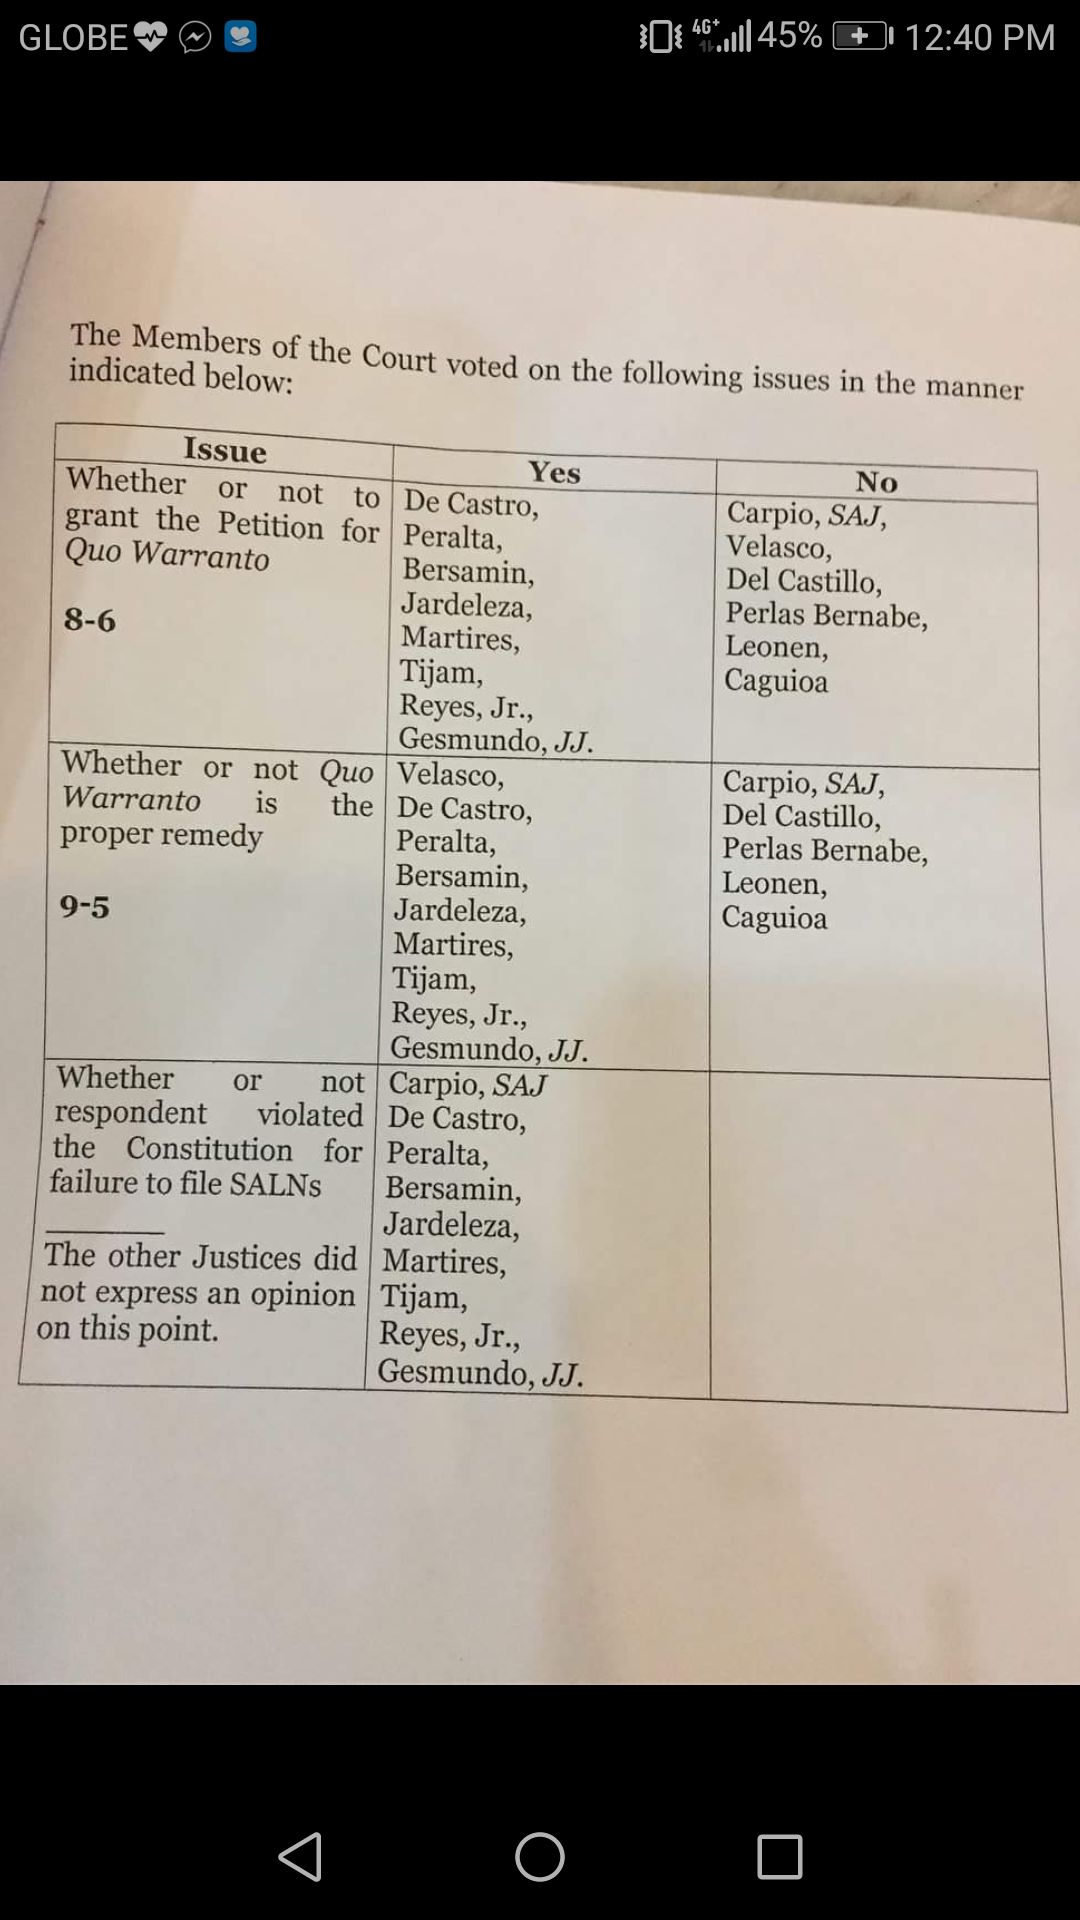 GLOBE 4G+ 45% 12:40 PM
The Members of the Court voted on the following issues in the manner
indicated below:
Issue
Yes
No
Whether or not to
grant the Petition for
Quo Warranto
8-6
De Castro,
Peralta,
Bersamin,
Jardeleza,
Martires,
Tijam,
Reyes, Jr.,
Gesmundo, JJ.
Carpio, SAJ,
Velasco,
Del Castillo,
Perlas Bernabe,
Leonen,
Caguioa
Whether or not Quo
Warranto is the
proper remedy
9-5
Velasco,
De Castro,
Peralta,
Bersamin,
Jardeleza,
Martires,
Tijam,
Reyes, Jr.,
Gesmundo, JJ.
Carpio, SAJ,
Del Castillo,
Perlas Bernabe,
Leonen,
Caguioa
Whether or not
respondent violated
the Constitution for
failure to file SALNs
The other Justices did
not express an opinion
on this point.
Carpio, SAJ
De Castro,
Peralta,
Bersamin,
Jardeleza,
Martires,
Tijam,
Reyes, Jr.,
Gesmundo, JJ.